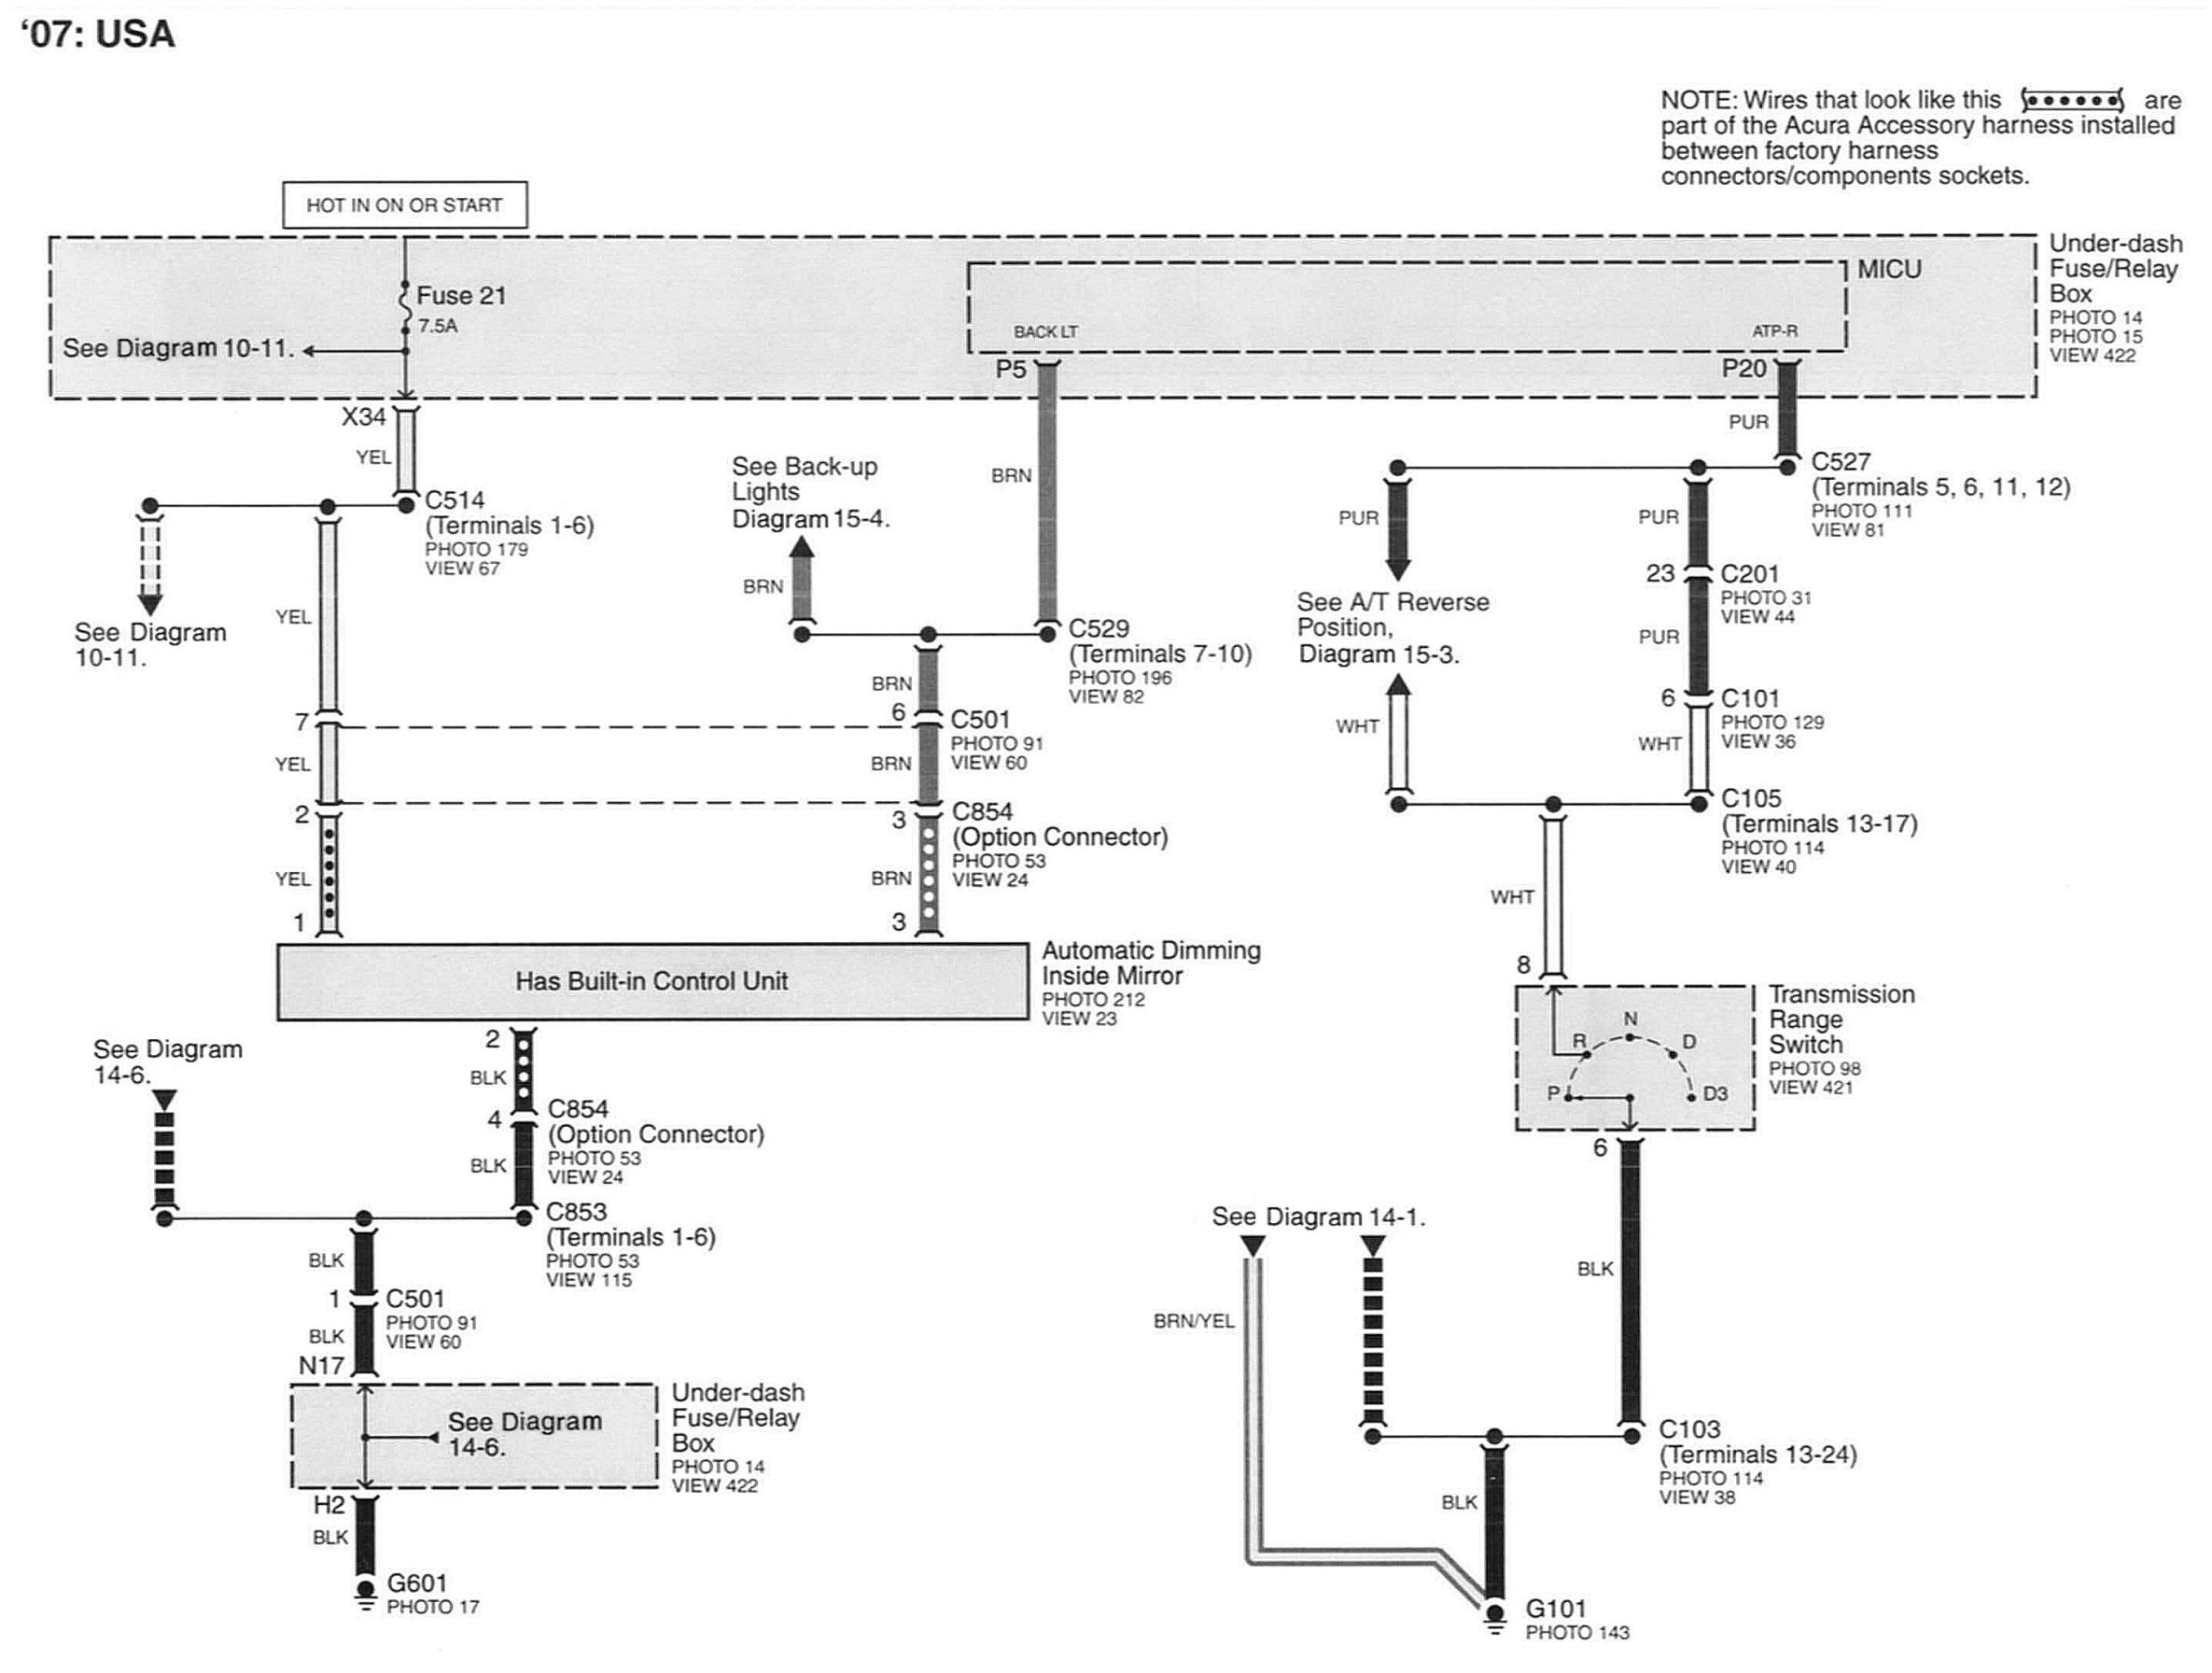 ‘07: USA
NOTE: Wires that look like this are
part of the Acura Accessory harness installed
between factory harness
connectors/components sockets.
HOT IN ON OR START
Fuse 21
7.5A
See Diagram 10-11.
BACK LT
ATP-R
MICU
Under-dash
Fuse/Relay
Box
PHOTO 14
PHOTO 15
VIEW 422
X34
YEL
P5
BRN
P20
PUR
C514
(Terminals 1-6)
PHOTO 179
VIEW 67
See Diagram
10-11.
YEL
See Back-up
Lights
Diagram 15-4.
BRN
C529
(Terminals 7-10)
PHOTO 196
VIEW 82
C527
(Terminals 5, 6, 11, 12)
PHOTO 111
VIEW 81
PUR
PUR
23
C201
PHOTO 31
VIEW 44
See A/T Reverse
Position,
Diagram 15-3.
PUR
6
C101
PHOTO 129
VIEW 36
WHT
WHT
BRN
7
6
C501
PHOTO 91
VIEW 60
YEL
BRN
2
3
C854
(Option Connector)
PHOTO 53
VIEW 24
YEL
BRN
1
3
C105
(Terminals 13-17)
PHOTO 114
VIEW 40
WHT
8
Has Built-in Control Unit
Automatic Dimming
Inside Mirror
PHOTO 212
VIEW 23
P
R
N
D
D3
Transmission
Range
Switch
PHOTO 98
VIEW 421
See Diagram
14-6.
2
BLK
4
C854
(Option Connector)
PHOTO 53
VIEW 24
BLK
C853
(Terminals 1-6)
PHOTO 53
VIEW 115
BLK
1
C501
PHOTO 91
VIEW 60
BLK
N17
See Diagram
14-6.
Under-dash
Fuse/Relay
Box
PHOTO 14
VIEW 422
H2
BLK
G601
PHOTO 17
6
BLK
See Diagram 14-1.
BRN/YEL
C103
(Terminals 13-24)
PHOTO 114
VIEW 38
BLK
G101
PHOTO 143